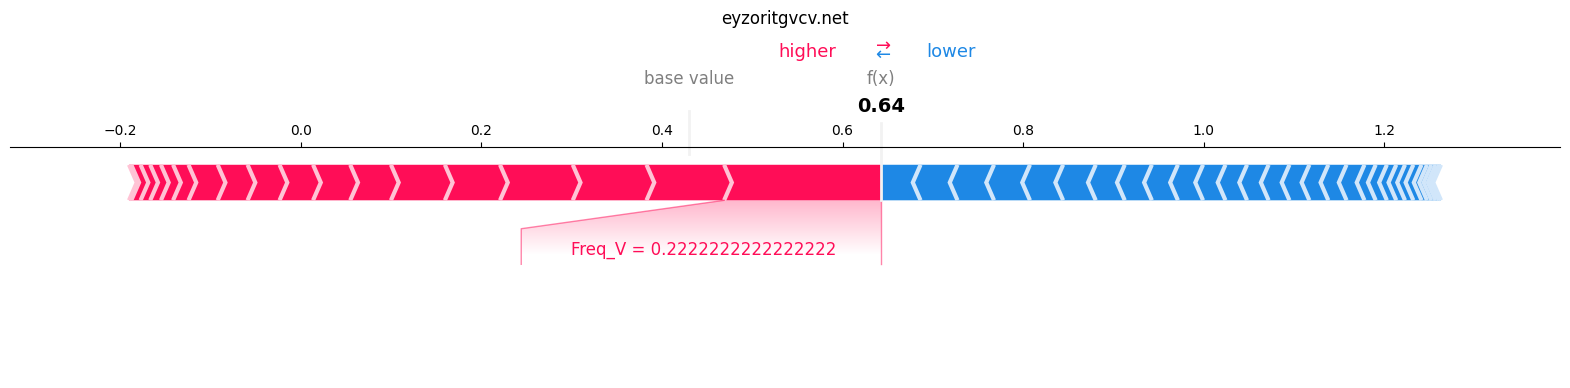 eyzoritgvcv.net
higher ⇄ lower
base value f(x)
0.64
−0.2 0.0 0.2 0.4 0.6 0.8 1.0 1.2
Freq_V = 0.2222222222222222